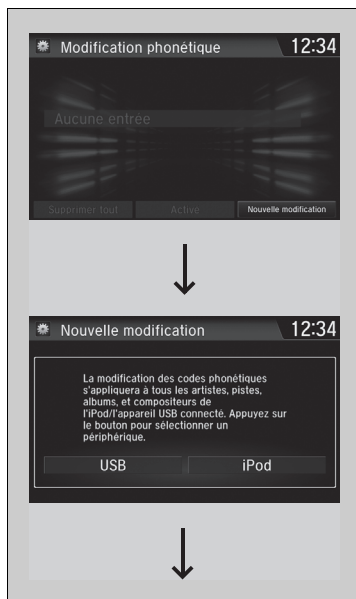 Modification phonétique
12:34
Aucune entrée
Supprimer tout
Activé
Nouvelle modification
Nouvelle modification
12:34
La modification des codes phonétiques
s'appliquera à tous les artistes, pistes,
albums, et compositeurs de
l'iPod/l'appareil USB connecté. Appuyez sur
le bouton pour sélectionner un
périphérique.
USB
iPod